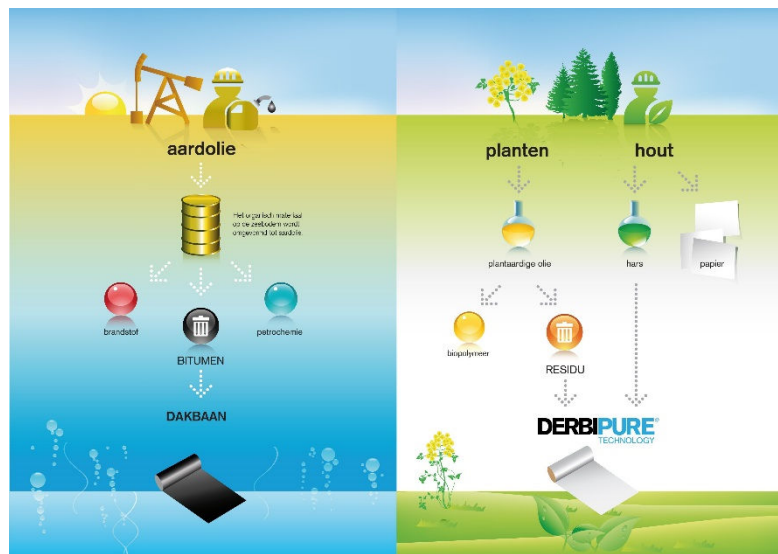 aardolie
Het organisch materiaal
op de zeebodem wordt
omgevormd tot aardolie.
brandstof
BITUMEN
petrochemie
DAKBAAN
planten
hout
plantaardige olie
hars
papier
biopolymeer
RESIDU
DERBIPURE®
TECHNOLOGY